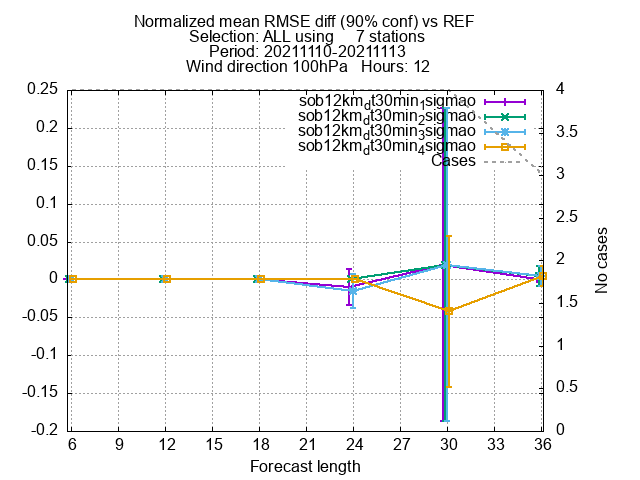 Normalized mean RMSE diff (90% conf) vs REF
Selection: ALL using 7 stations
Period: 20211110-20211113
Wind direction 100hPa Hours: 12
sob12km_dt30min_1sigmao
sob12km_dt30min_2sigmao
sob12km_dt30min_3sigmao
sob12km_dt30min_4sigmao
Cases
0.25
0.2
0.15
0.1
0.05
0
-0.05
-0.1
-0.15
-0.2
4
3.5
3
2.5
2
1.5
1
0.5
0
No cases
6 9 12 15 18 21 24 27 30 33 36
Forecast length